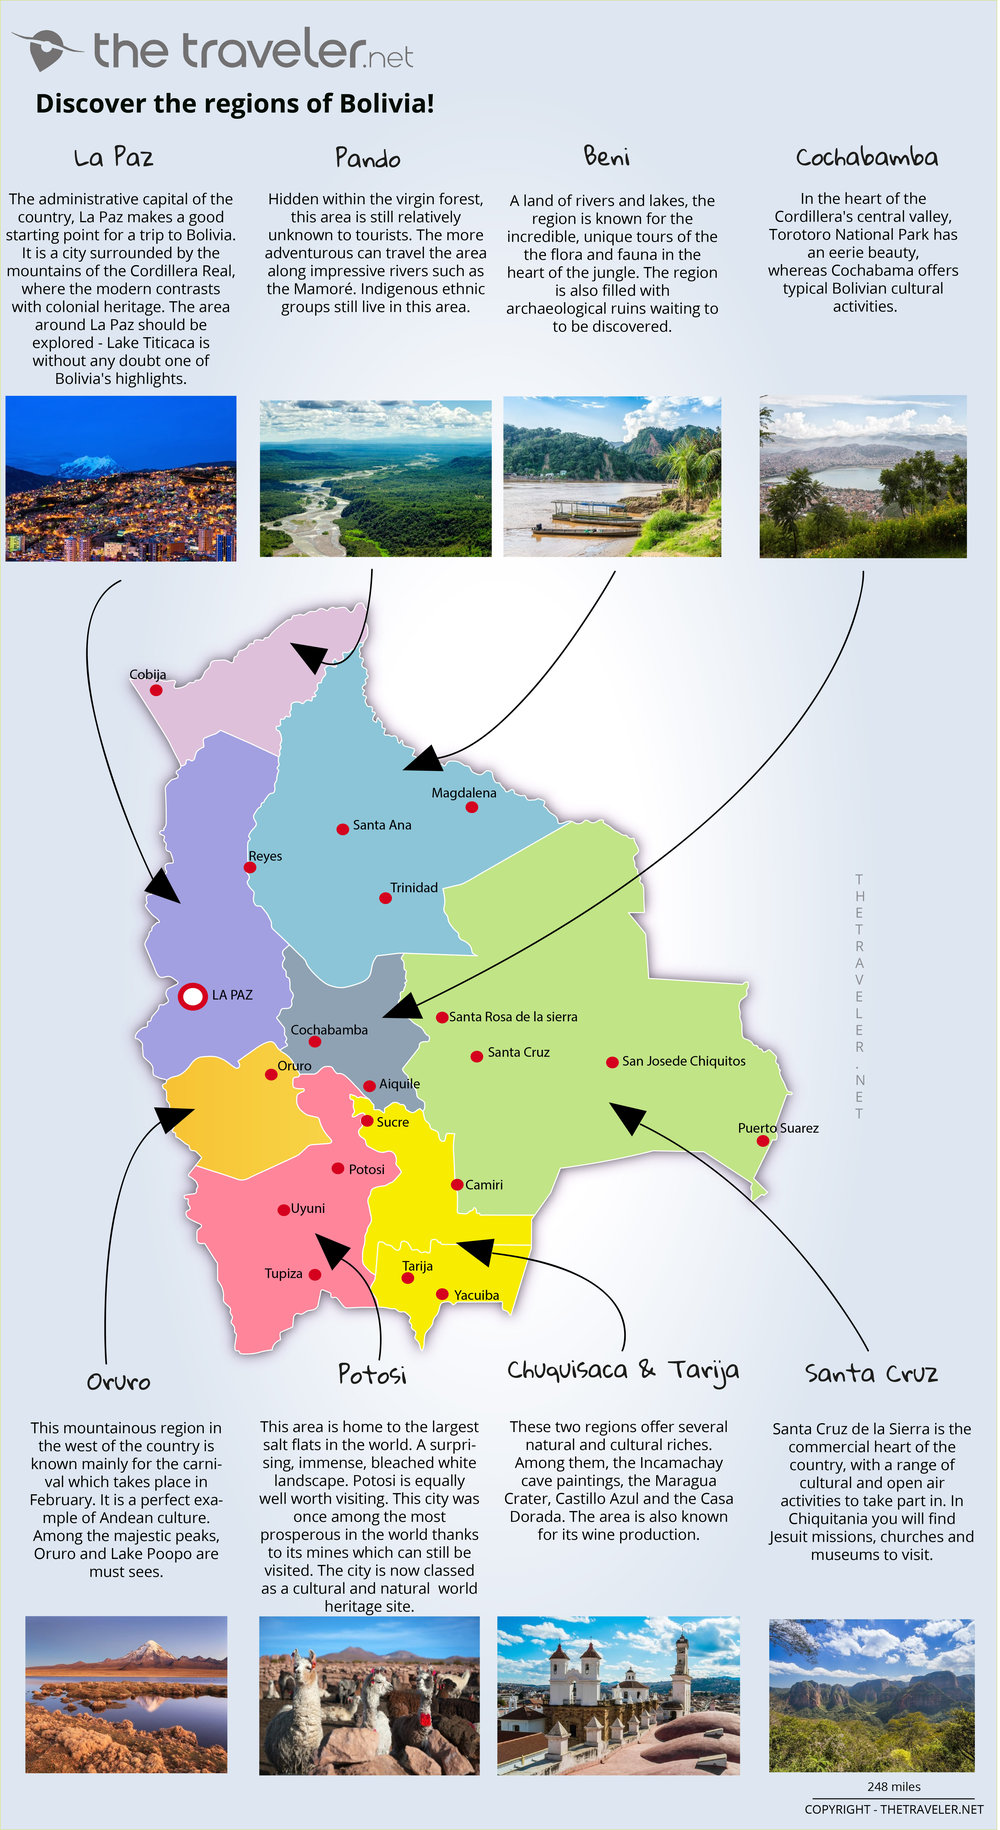 the traveler.net
Discover the regions of Bolivia!
La Paz
The administrative capital of the
country, La Paz makes a good
starting point for a trip to Bolivia.
It is a city surrounded by the
mountains of the Cordillera Real,
where the modern contrasts
with colonial heritage. The area
around La Paz should be
explored - Lake Titicaca is
without any doubt one of
Bolivia's highlights.
Pando
Hidden within the virgin forest,
this area is still relatively
unknown to tourists. The more
adventurous can travel the area
along impressive rivers such as
the Mamoré. Indigenous ethnic
groups still live in this area.
Beni
A land of rivers and lakes, the
region is known for the
incredible, unique tours of the
the flora and fauna in the
heart of the jungle. The region
is also filled with
archaeological ruins waiting to
to be discovered.
Cochabamba
In the heart of the
Cordillera's central valley,
Torotoro National Park has
an eerie beauty,
whereas Cochabama offers
typical Bolivian cultural
activities.
Cobija
Magdalena
Santa Ana
Reyes
Trinidad
LA PAZ
Santa Rosa de la sierra
Cochabamba
Santa Cruz
San Josede Chiquitos
Oruro
Aiquile
Sucre
Puerto Suarez
Potosi
Camiri
Uyuni
Tarija
Tupiza
Yacuiba
THETRAVELER.NET
Oruro
This mountainous region in
the west of the country is
known mainly for the carni-
val which takes place in
February. It is a perfect exa-
mple of Andean culture.
Among the majestic peaks,
Oruro and Lake Poopo are
must sees.
Potosi
This area is home to the largest
salt flats in the world. A surpri-
sing, immense, bleached white
landscape. Potosi is equally
well worth visiting. This city was
once among the most
prosperous in the world thanks
to its mines which can still be
visited. The city is now classed
as a cultural and natural world
heritage site.
Chuquisaca & Tarija
These two regions offer several
natural and cultural riches.
Among them, the Incamachay
cave paintings, the Maragua
Crater, Castillo Azul and the Casa
Dorada. The area is also known
for its wine production.
Santa Cruz
Santa Cruz de la Sierra is the
commercial heart of the
country, with a range of
cultural and open air
activities to take part in. In
Chiquitania you will find
Jesuit missions, churches and
museums to visit.
248 miles
COPYRIGHT - THETRAVELER.NET